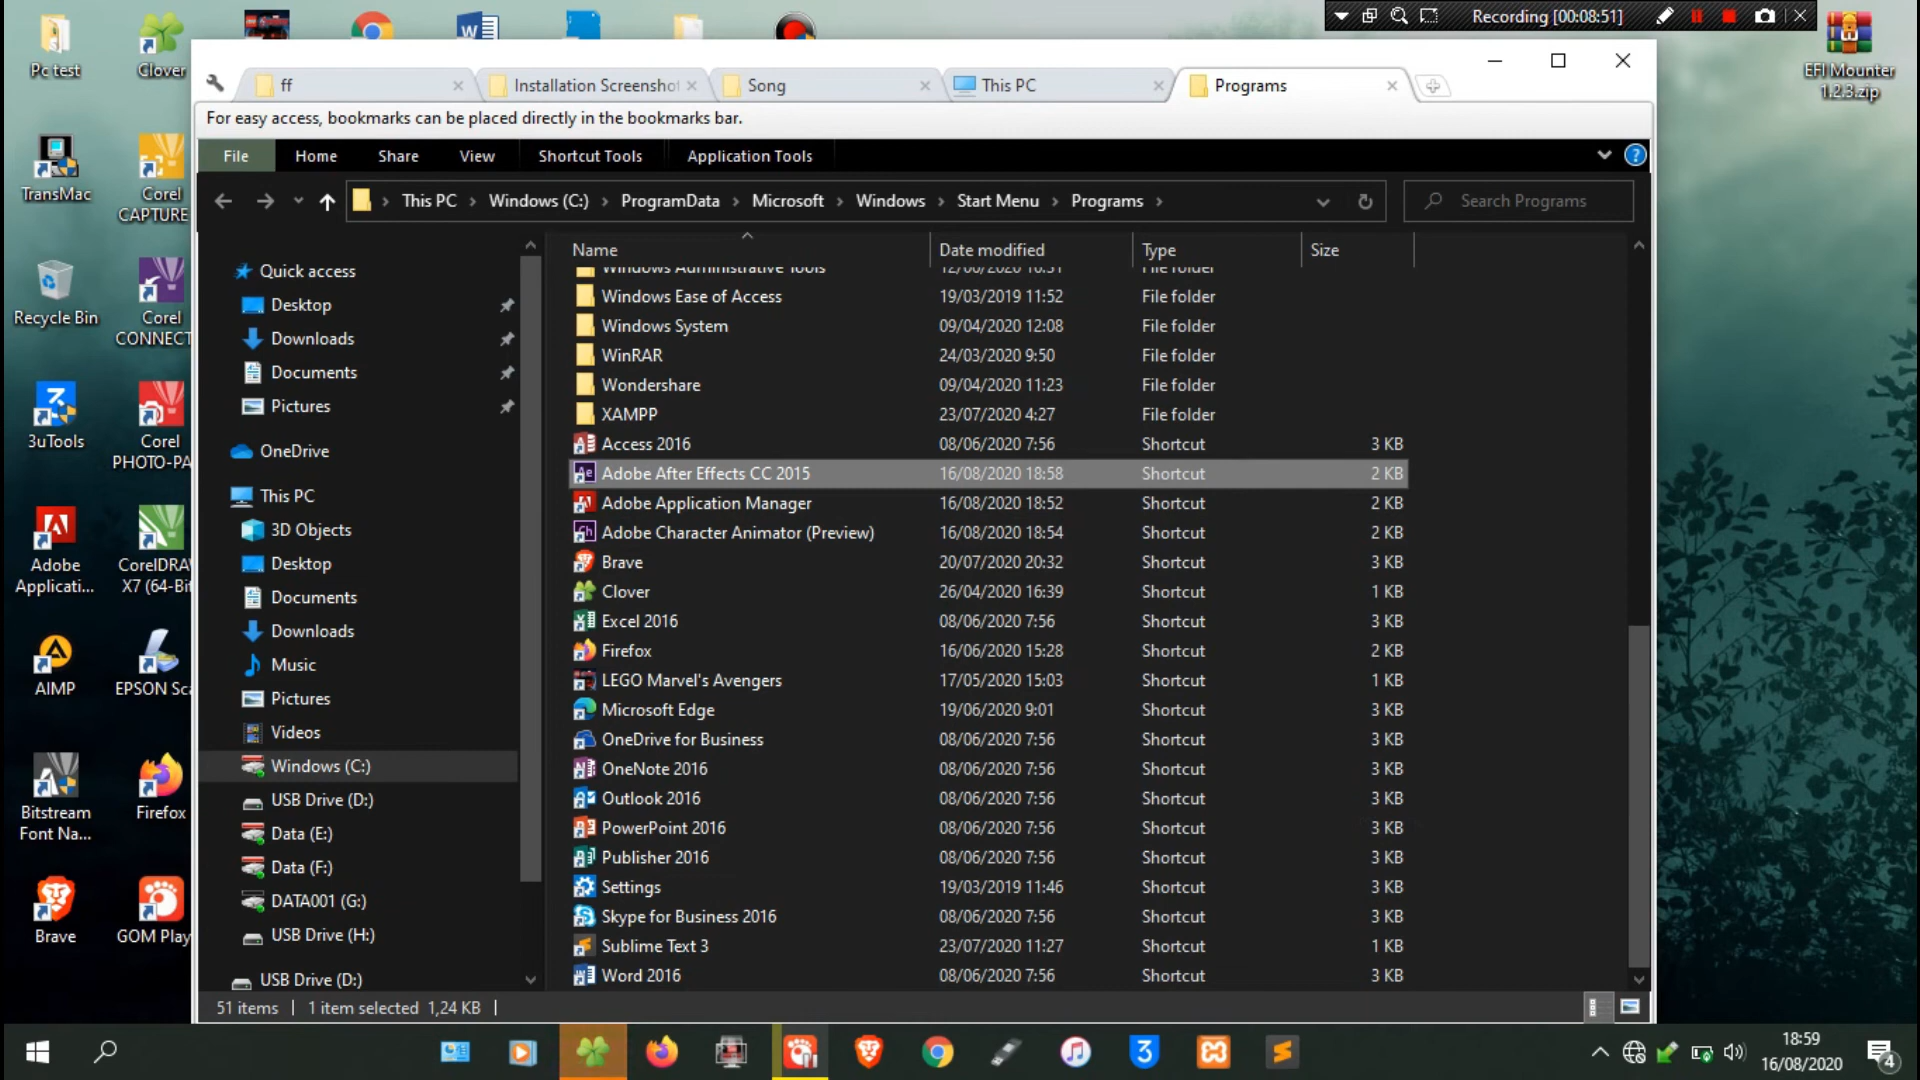 Recording [00:08:51]
Pc test
Clover
EFI Mounter
1.2.3.zip
ff
Installation Screenshot
Song
This PC
Programs
For easy access, bookmarks can be placed directly in the bookmarks bar.
File
Home
Share
View
Shortcut Tools
Application Tools
This PC
Windows (C:)
ProgramData
Microsoft
Windows
Start Menu
Programs
Search Programs
TransMac
Corel
CAPTURE
Recycle Bin
Corel
CONNECT
3uTools
Corel
PHOTO-PA
Adobe
Applicati...
CorelDRA
X7 (64-Bit
AIMP
EPSON Sca
Bitstream
Font Na...
Firefox
Brave
GOM Play
Quick access
Desktop
Downloads
Documents
Pictures
OneDrive
This PC
3D Objects
Desktop
Documents
Downloads
Music
Pictures
Videos
Windows (C:)
USB Drive (D:)
Data (E:)
Data (F:)
DATA001 (G:)
USB Drive (H:)
USB Drive (D:)
Name Date modified Type Size
Windows Administrative Tools 12/06/2020 16:51 File folder
Windows Ease of Access 19/03/2019 11:52 File folder
Windows System 09/04/2020 12:08 File folder
WinRAR 24/03/2020 9:50 File folder
Wondershare 09/04/2020 11:23 File folder
XAMPP 23/07/2020 4:27 File folder
Access 2016 08/06/2020 7:56 Shortcut 3 KB
Adobe After Effects CC 2015 16/08/2020 18:58 Shortcut 2 KB
Adobe Application Manager 16/08/2020 18:52 Shortcut 2 KB
Adobe Character Animator (Preview) 16/08/2020 18:54 Shortcut 2 KB
Brave 20/07/2020 20:32 Shortcut 3 KB
Clover 26/04/2020 16:39 Shortcut 1 KB
Excel 2016 08/06/2020 7:56 Shortcut 3 KB
Firefox 16/06/2020 15:28 Shortcut 2 KB
LEGO Marvel's Avengers 17/05/2020 15:03 Shortcut 1 KB
Microsoft Edge 19/06/2020 9:01 Shortcut 3 KB
OneDrive for Business 08/06/2020 7:56 Shortcut 3 KB
OneNote 2016 08/06/2020 7:56 Shortcut 3 KB
Outlook 2016 08/06/2020 7:56 Shortcut 3 KB
PowerPoint 2016 08/06/2020 7:56 Shortcut 3 KB
Publisher 2016 08/06/2020 7:56 Shortcut 3 KB
Settings 19/03/2019 11:46 Shortcut 3 KB
Skype for Business 2016 08/06/2020 7:56 Shortcut 3 KB
Sublime Text 3 23/07/2020 11:27 Shortcut 1 KB
Word 2016 08/06/2020 7:56 Shortcut 3 KB
51 items
1 item selected 1,24 KB
18:59
16/08/2020
4